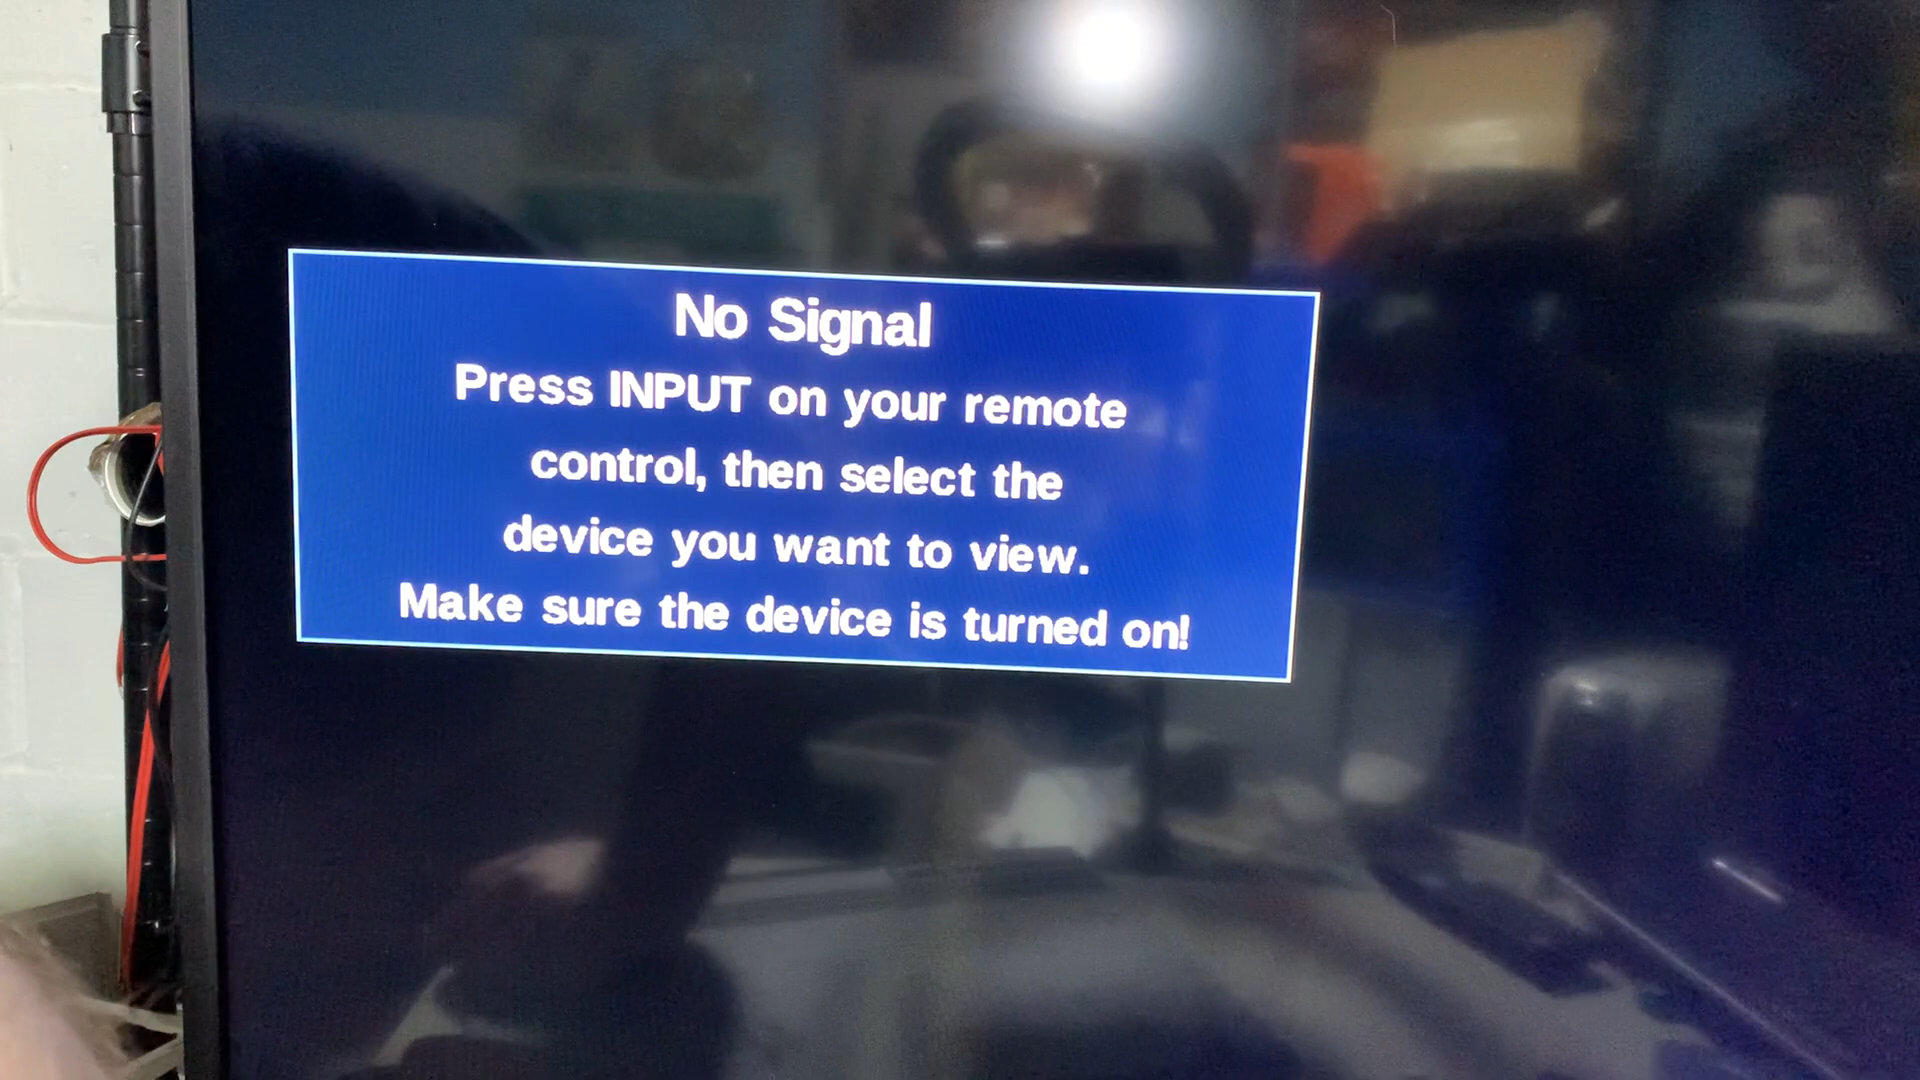 No Signal
Press INPUT on your remote
control, then select the
device you want to view.
Make sure the device is turned on!